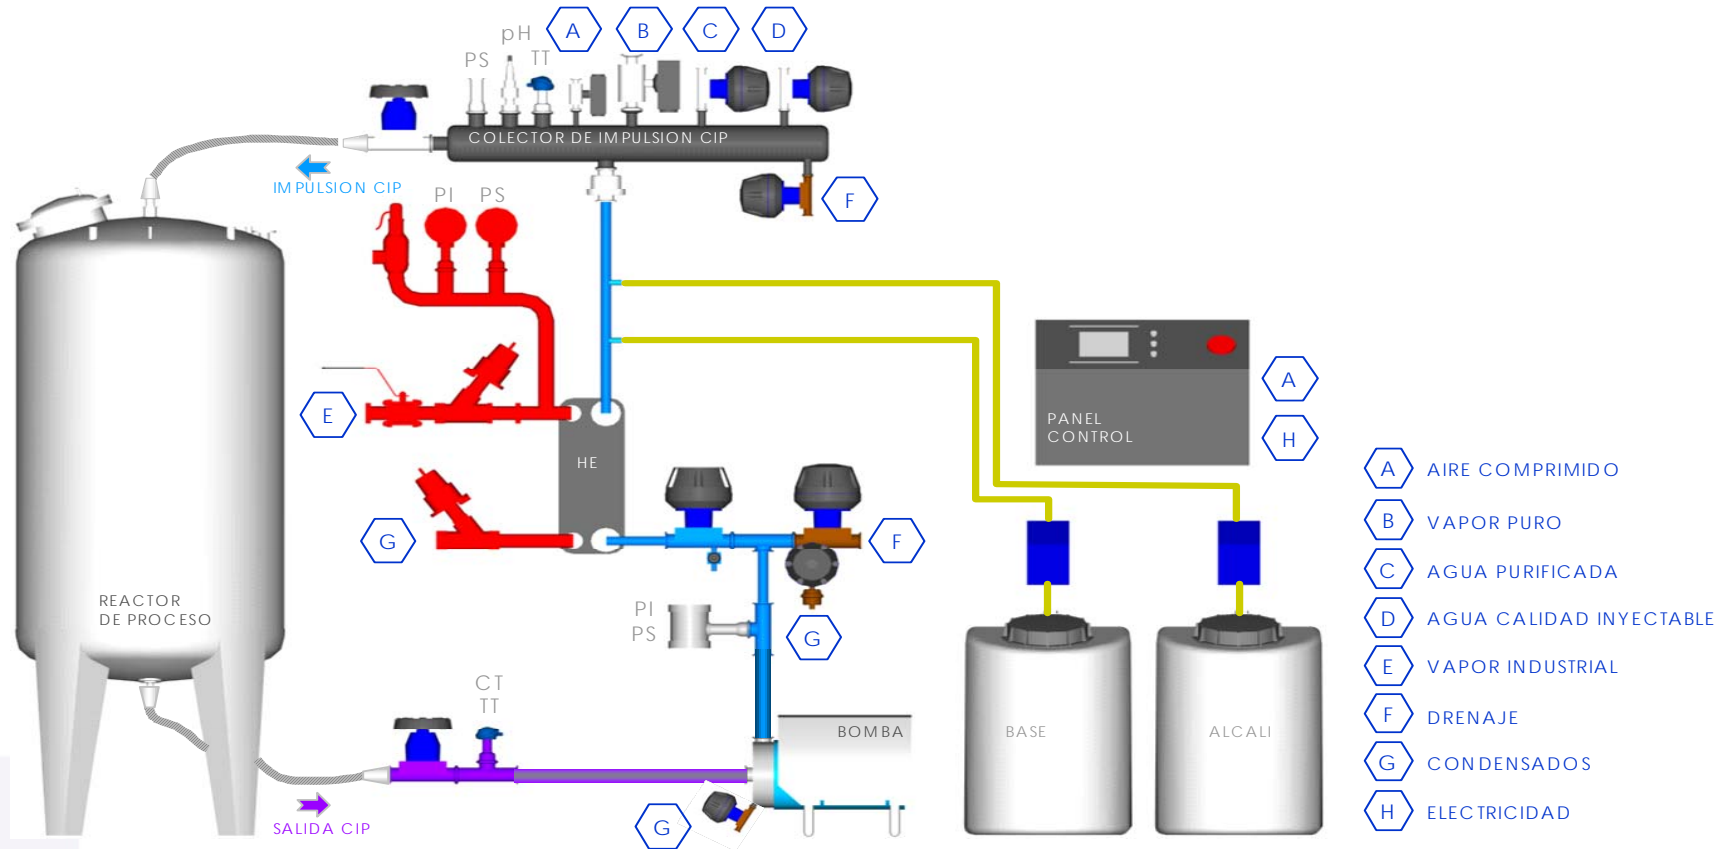 A
B
C
D
pH
PS
TT
COLECTOR DE IMPULSION CIP
IMPULSION CIP
PI
PS
F
E
HE
G
F
PANEL
CONTROL
A
H
REACTOR
DE PROCESO
PI
PS
G
CT
TT
BOMBA
SALIDA CIP
G
BASE
ALCALI
A AIRE COMPRIMIDO
B VAPOR PURO
C AGUA PURIFICADA
D AGUA CALIDAD INYECTABLE
E VAPOR INDUSTRIAL
F DRENAJE
G CONDENSADOS
H ELECTRICIDAD